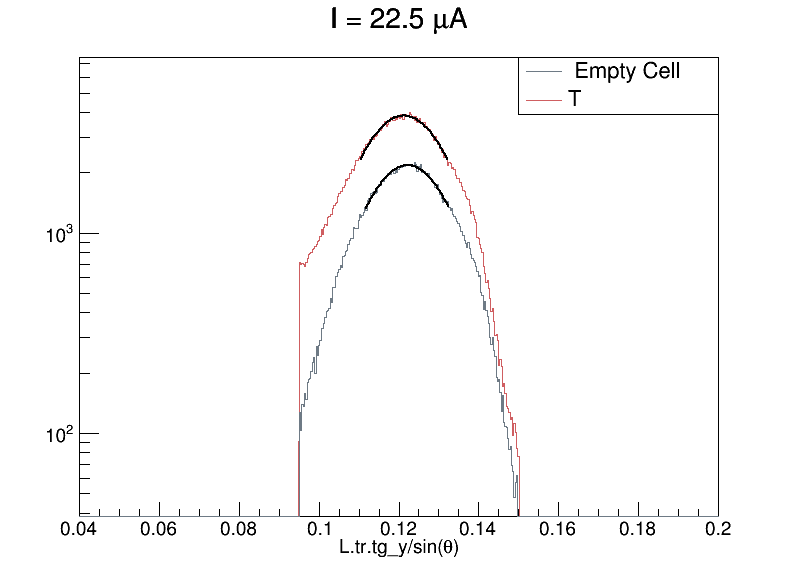 I = 22.5 μA
Empty Cell
T
10³
10²
0.04 0.06 0.08 0.1 0.12 0.14 0.16 0.18 0.2
L.tr.tg_y/sin(θ)